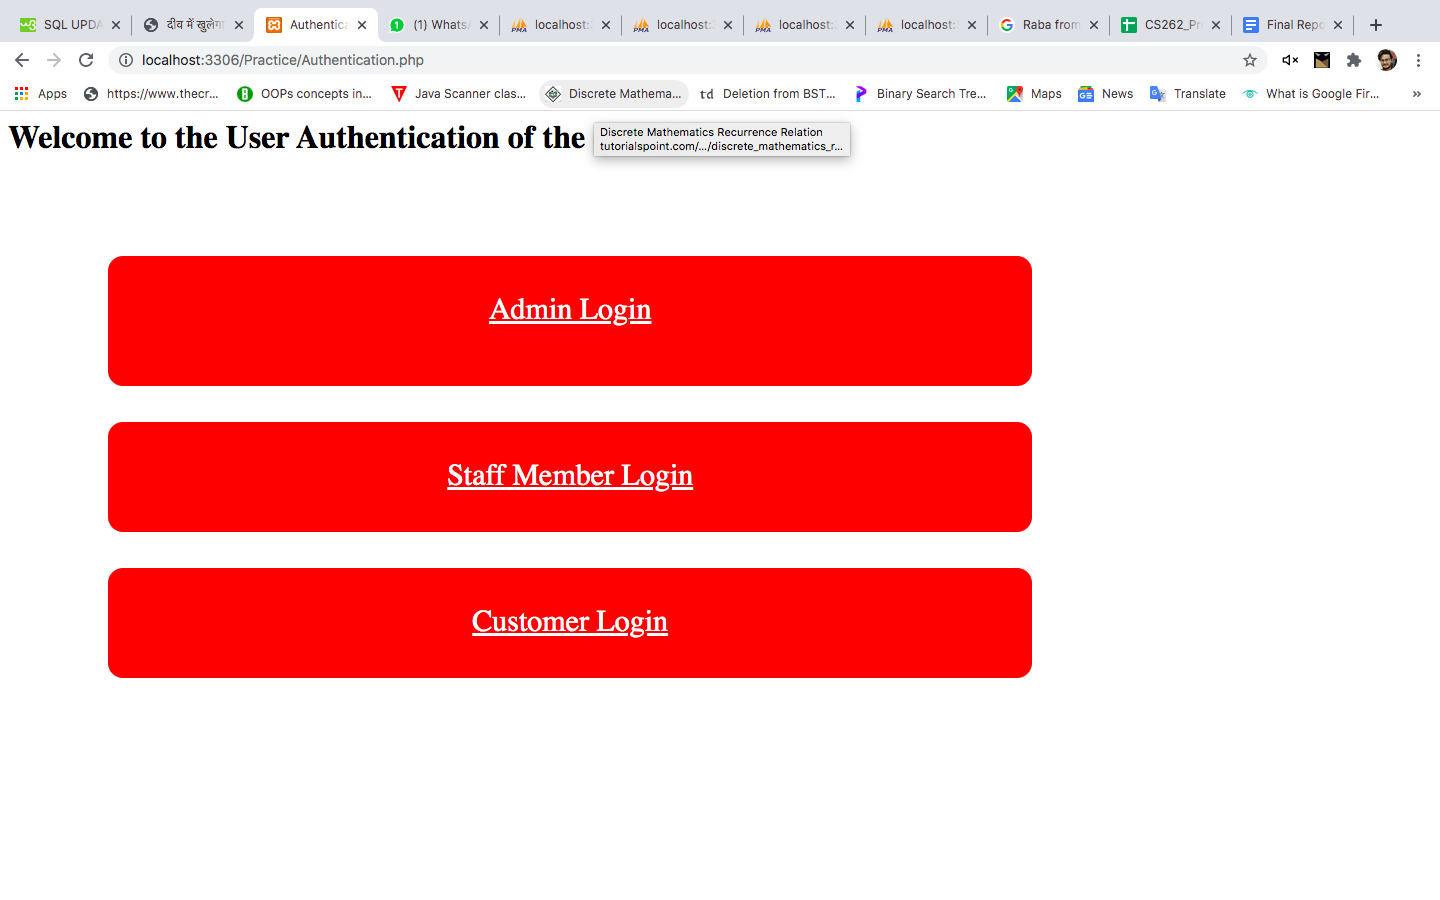 SQL UPDA
दीव में खुलेग
Authentica
(1) WhatsA
localhost:
localhost:
localhost:
localhost:
Raba from
CS262_Pr
Final Repo
localhost:3306/Practice/Authentication.php
Apps
https://www.thecr...
OOPs concepts in...
Java Scanner clas...
Discrete Mathema...
td Deletion from BST...
Binary Search Tre...
Maps
News
Translate
What is Google Fir...
»
Welcome to the User Authentication of the
Discrete Mathematics Recurrence Relation
tutorialspoint.com/.../discrete_mathematics_r...
Admin Login
Staff Member Login
Customer Login